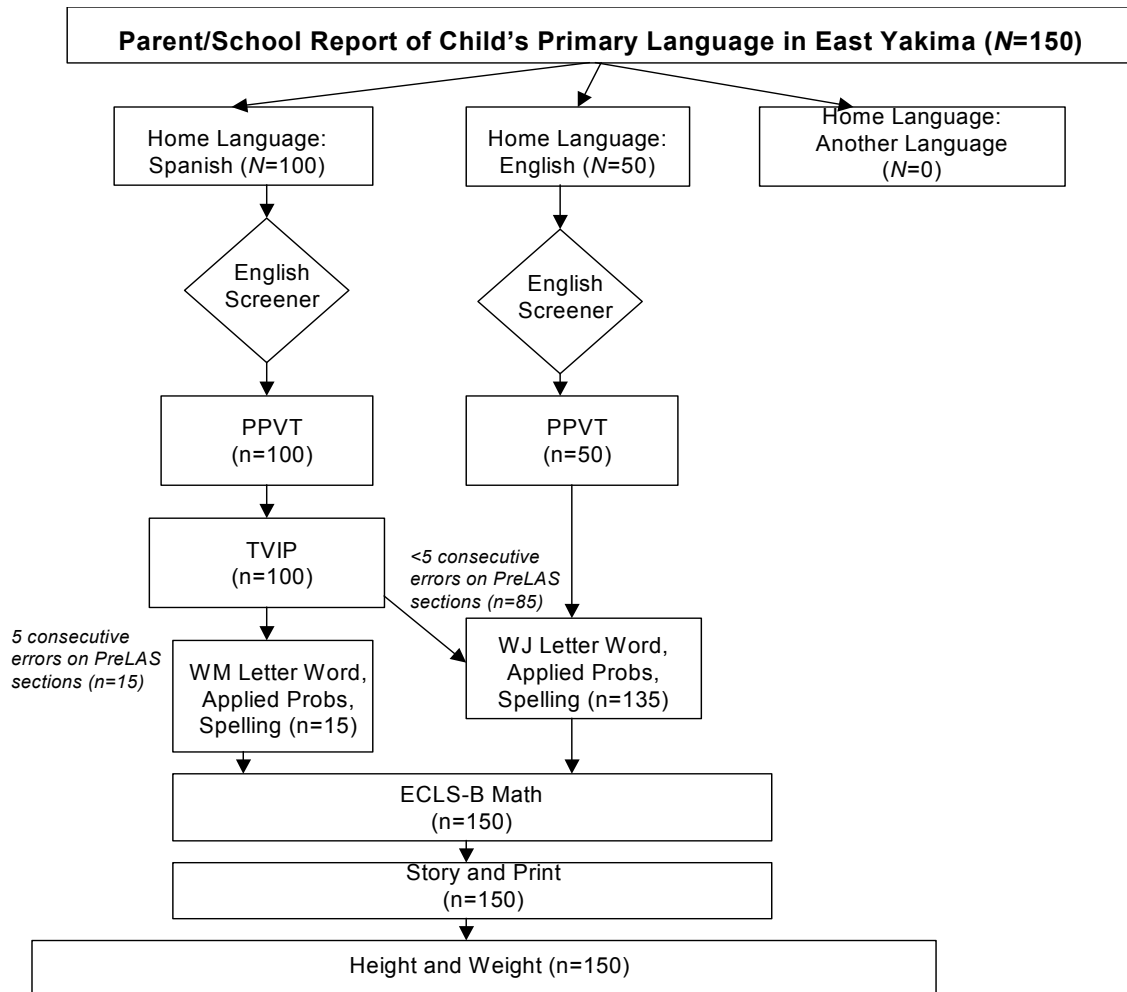 Parent/School Report of Child's Primary Language in East Yakima (N=150)
Home Language:
Spanish (N=100)
Home Language:
English (N=50)
Home Language:
Another Language
(N=0)
English
Screener
English
Screener
PPVT
(n=100)
PPVT
(n=50)
TVIP
(n=100)
<5 consecutive
errors on PreLAS
sections (n=85)
5 consecutive
errors on PreLAS
sections (n=15)
WM Letter Word,
Applied Probs,
Spelling (n=15)
WJ Letter Word,
Applied Probs,
Spelling (n=135)
ECLS-B Math
(n=150)
Story and Print
(n=150)
Height and Weight (n=150)